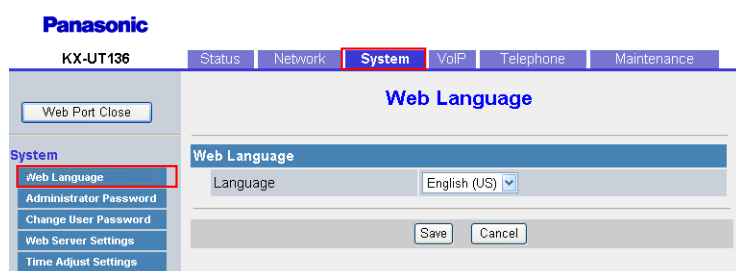 Panasonic
KX-UT136
Status Network System VoIP Telephone Maintenance
Web Port Close
Web Language
System
Web Language
Administrator Password
Change User Password
Web Server Settings
Time Adjust Settings
Web Language
Language English (US)
Save Cancel